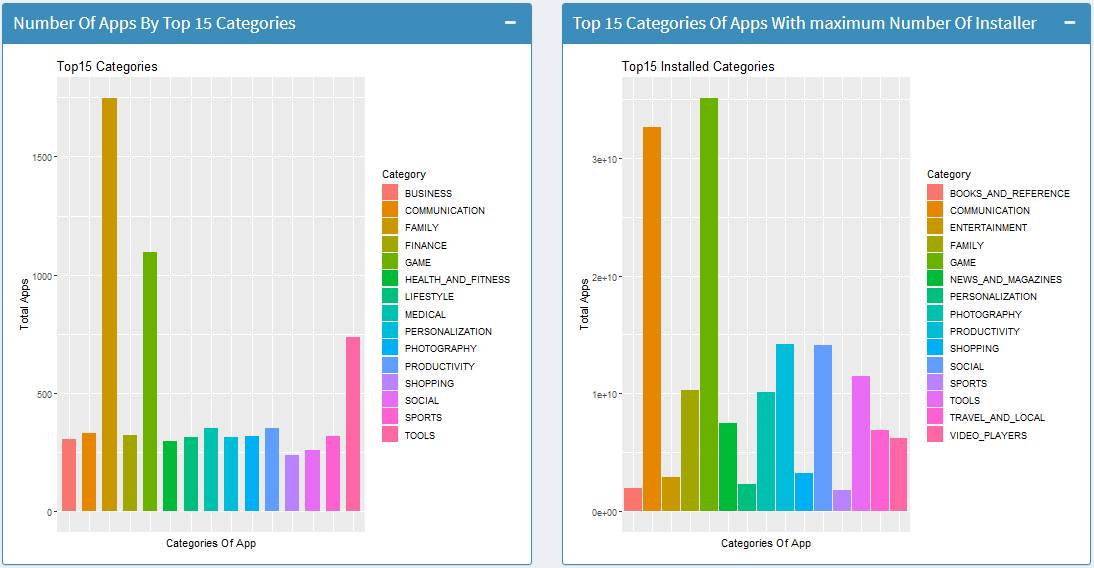 Number Of Apps By Top 15 Categories
Top15 Categories
Total Apps
1500
1000
500
0
Categories Of App
Category
BUSINESS
COMMUNICATION
FAMILY
FINANCE
GAME
HEALTH_AND_FITNESS
LIFESTYLE
MEDICAL
PERSONALIZATION
PHOTOGRAPHY
PRODUCTIVITY
SHOPPING
SOCIAL
SPORTS
TOOLS
Top 15 Categories Of Apps With maximum Number Of Installer
Top15 Installed Categories
Total Apps
3e+10
2e+10
1e+10
0e+00
Categories Of App
Category
BOOKS_AND_REFERENCE
COMMUNICATION
ENTERTAINMENT
FAMILY
GAME
NEWS_AND_MAGAZINES
PERSONALIZATION
PHOTOGRAPHY
PRODUCTIVITY
SHOPPING
SOCIAL
SPORTS
TOOLS
TRAVEL_AND_LOCAL
VIDEO_PLAYERS